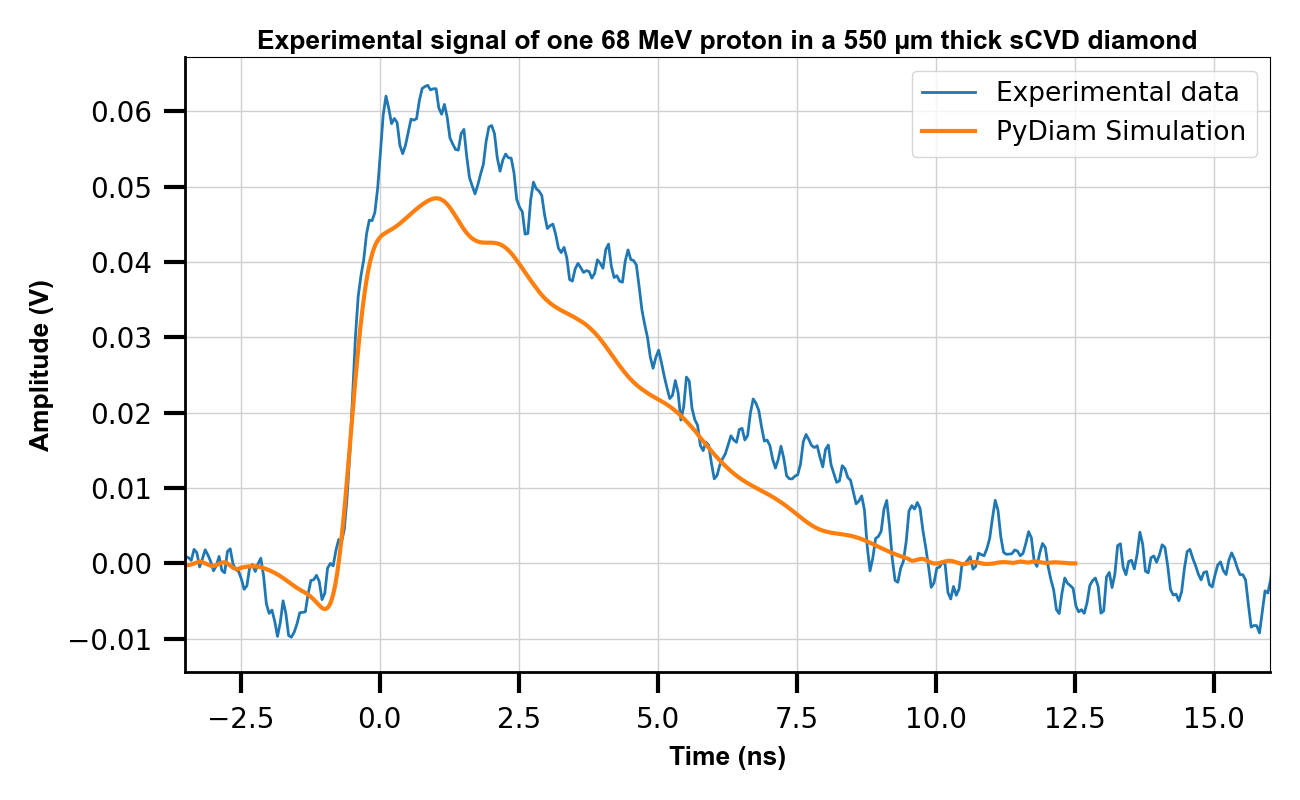 Experimental signal of one 68 MeV proton in a 550 µm thick sCVD diamond
Experimental data
PyDiam Simulation
0.06
0.05
0.04
0.03
0.02
0.01
0.00
−0.01
Amplitude (V)
−2.5 0.0 2.5 5.0 7.5 10.0 12.5 15.0
Time (ns)